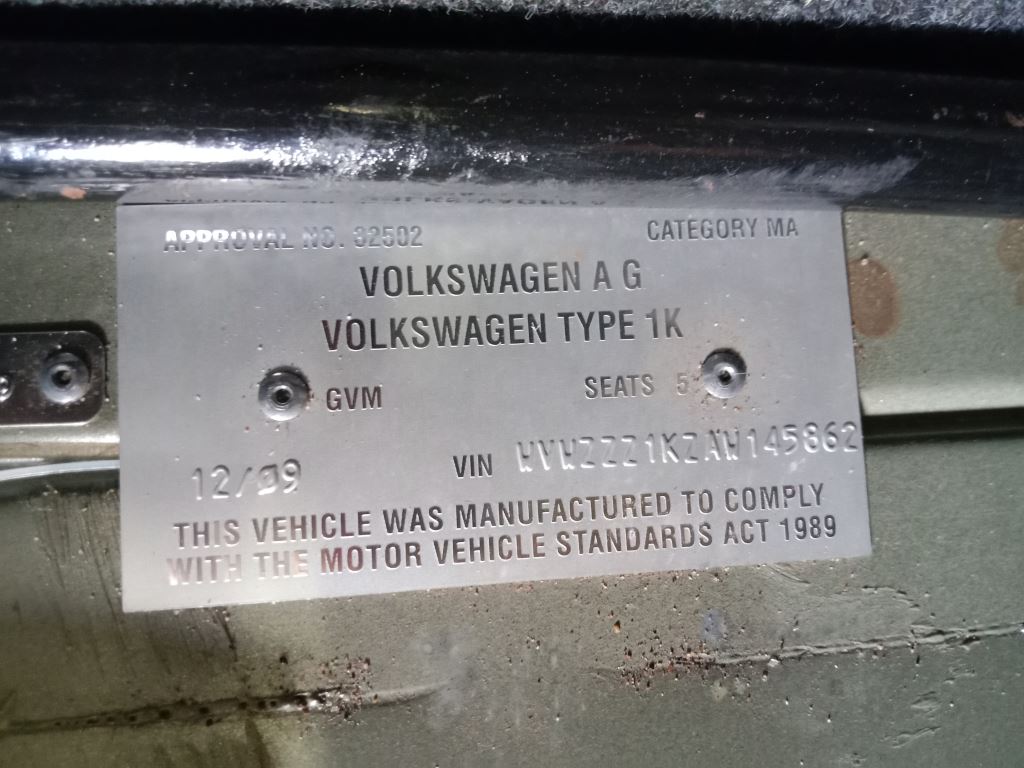 APPROVAL NO. 32502 CATEGORY MA
VOLKSWAGEN A G
VOLKSWAGEN TYPE 1K
GVM SEATS 5
12/09 VIN WVWZZZ1KZAW145862
THIS VEHICLE WAS MANUFACTURED TO COMPLY
WITH THE MOTOR VEHICLE STANDARDS ACT 1989